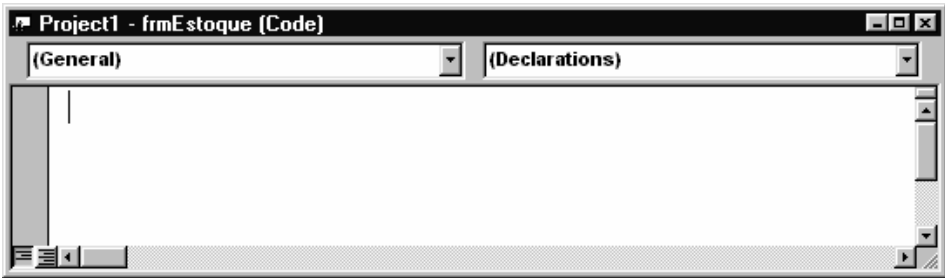 Project1 - frmEstoque (Code)
(General) (Declarations)